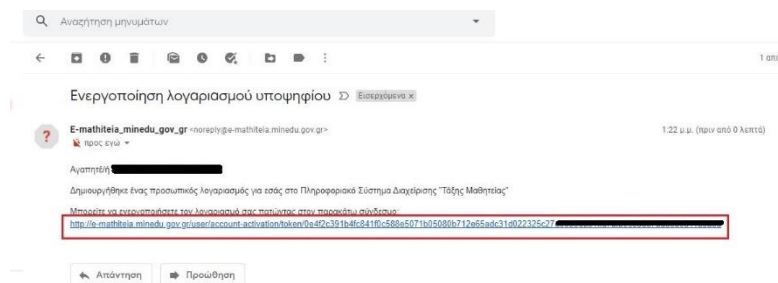 Αναζήτηση μηνυμάτων
1 από
Ενεργοποίηση λογαριασμού υποψηφίου Εισερχόμενα ×
E-mathiteia_minedu_gov_gr <noreply@e-mathiteia.minedu.gov.gr> 1:22 μ.μ. (πριν από 0 λεπτά)
προς εγώ
Αγαπητέ/ή
Δημιουργήθηκε ένας προσωπικός λογαριασμός για εσάς στο Πληροφοριακό Σύστημα Διαχείρισης "Τάξης Μαθητείας"
Μπορείτε να ενεργοποιήσετε τον λογαριασμό σας πατώντας στον παρακάτω σύνδεσμο:
http://e-mathiteia.minedu.gov.gr/user/account-activation/token/0e4f2c391b4fc841f0c588e5071b05080b712e65adc31d022325c27
Απάντηση Προώθηση